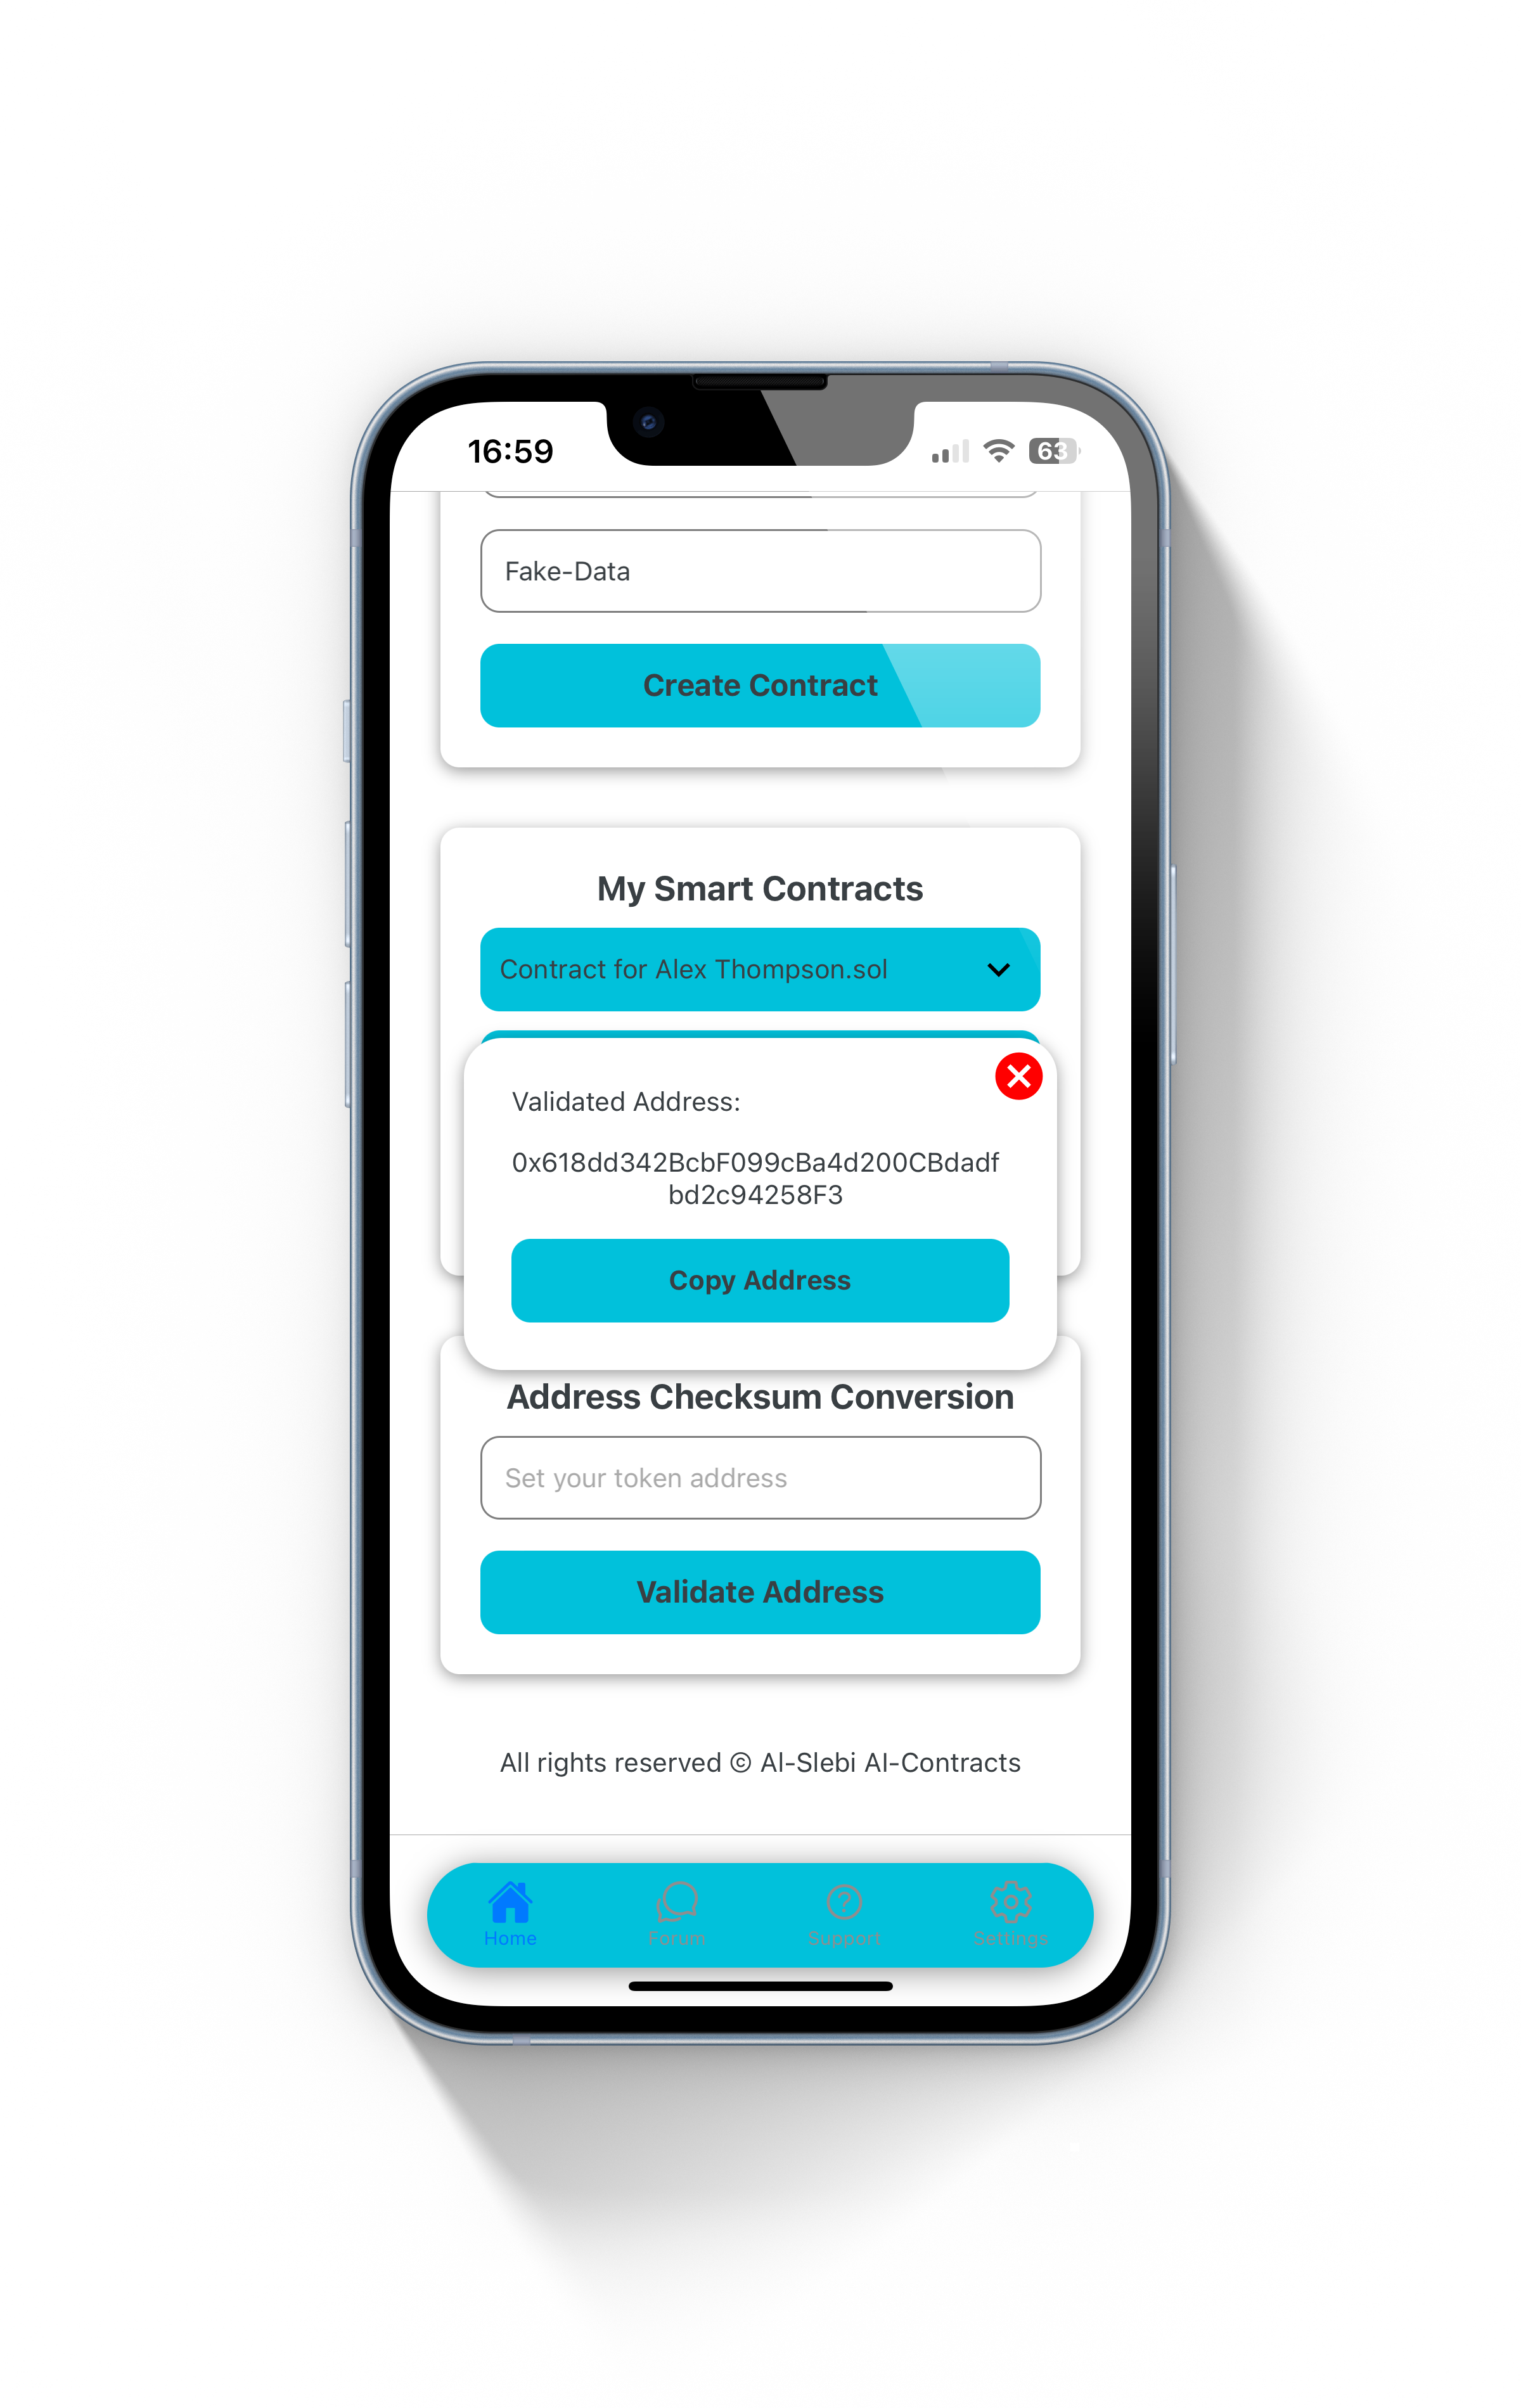 16:59
63
Fake-Data
Create Contract
My Smart Contracts
Contract for Alex Thompson.sol
Validated Address:
0x618dd342BcbF099cBa4d200CBdadf
bd2c94258F3
Copy Address
Address Checksum Conversion
Set your token address
Validate Address
All rights reserved © Al-Slebi AI-Contracts
Home
Forum
Support
Settings